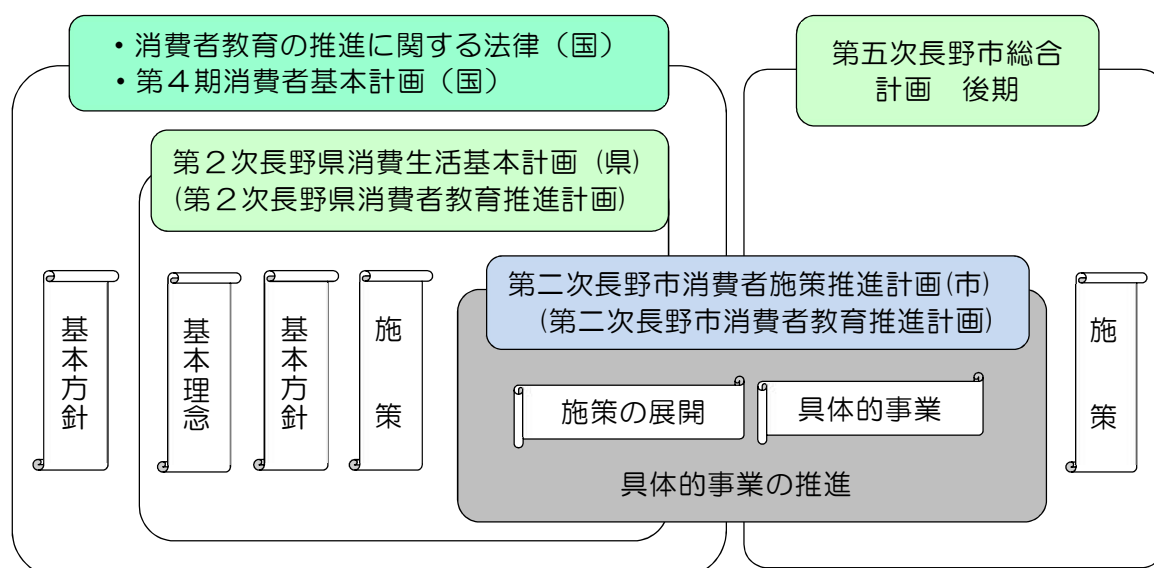 ・消費者教育の推進に関する法律（国）
・第４期消費者基本計画（国）
第五次長野市総合
計画　後期
第２次長野県消費生活基本計画 (県)
(第２次長野県消費者教育推進計画)
第二次長野市消費者施策推進計画(市)
(第二次長野市消費者教育推進計画)
基本方針
基本理念
基本方針
施　策
施策の展開
具体的事業
施　策
具体的事業の推進